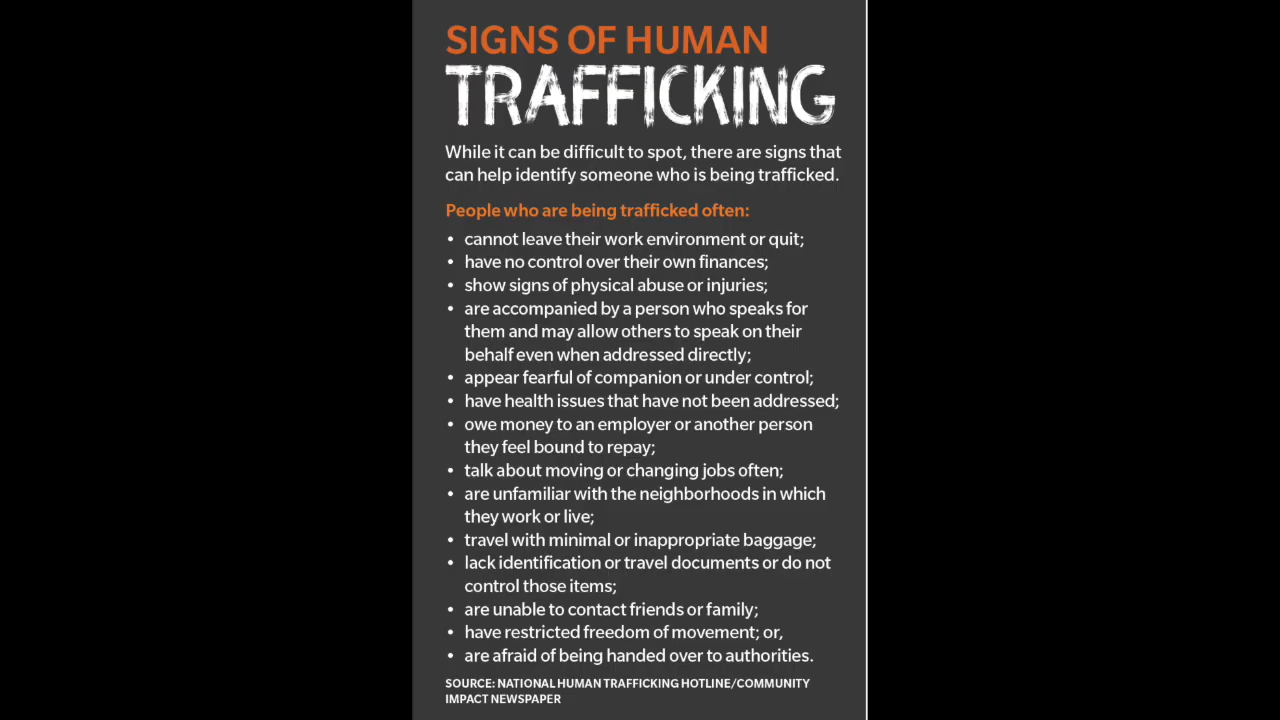 SIGNS OF HUMAN
TRAFFICKING
While it can be difficult to spot, there are signs that
can help identify someone who is being trafficked.
People who are being trafficked often:
• cannot leave their work environment or quit;
• have no control over their own finances;
• show signs of physical abuse or injuries;
• are accompanied by a person who speaks for
them and may allow others to speak on their
behalf even when addressed directly;
• appear fearful of companion or under control;
• have health issues that have not been addressed;
• owe money to an employer or another person
they feel bound to repay;
• talk about moving or changing jobs often;
• are unfamiliar with the neighborhoods in which
they work or live;
• travel with minimal or inappropriate baggage;
• lack identification or travel documents or do not
control those items;
• are unable to contact friends or family;
• have restricted freedom of movement; or,
• are afraid of being handed over to authorities.
SOURCE: NATIONAL HUMAN TRAFFICKING HOTLINE/COMMUNITY
IMPACT NEWSPAPER